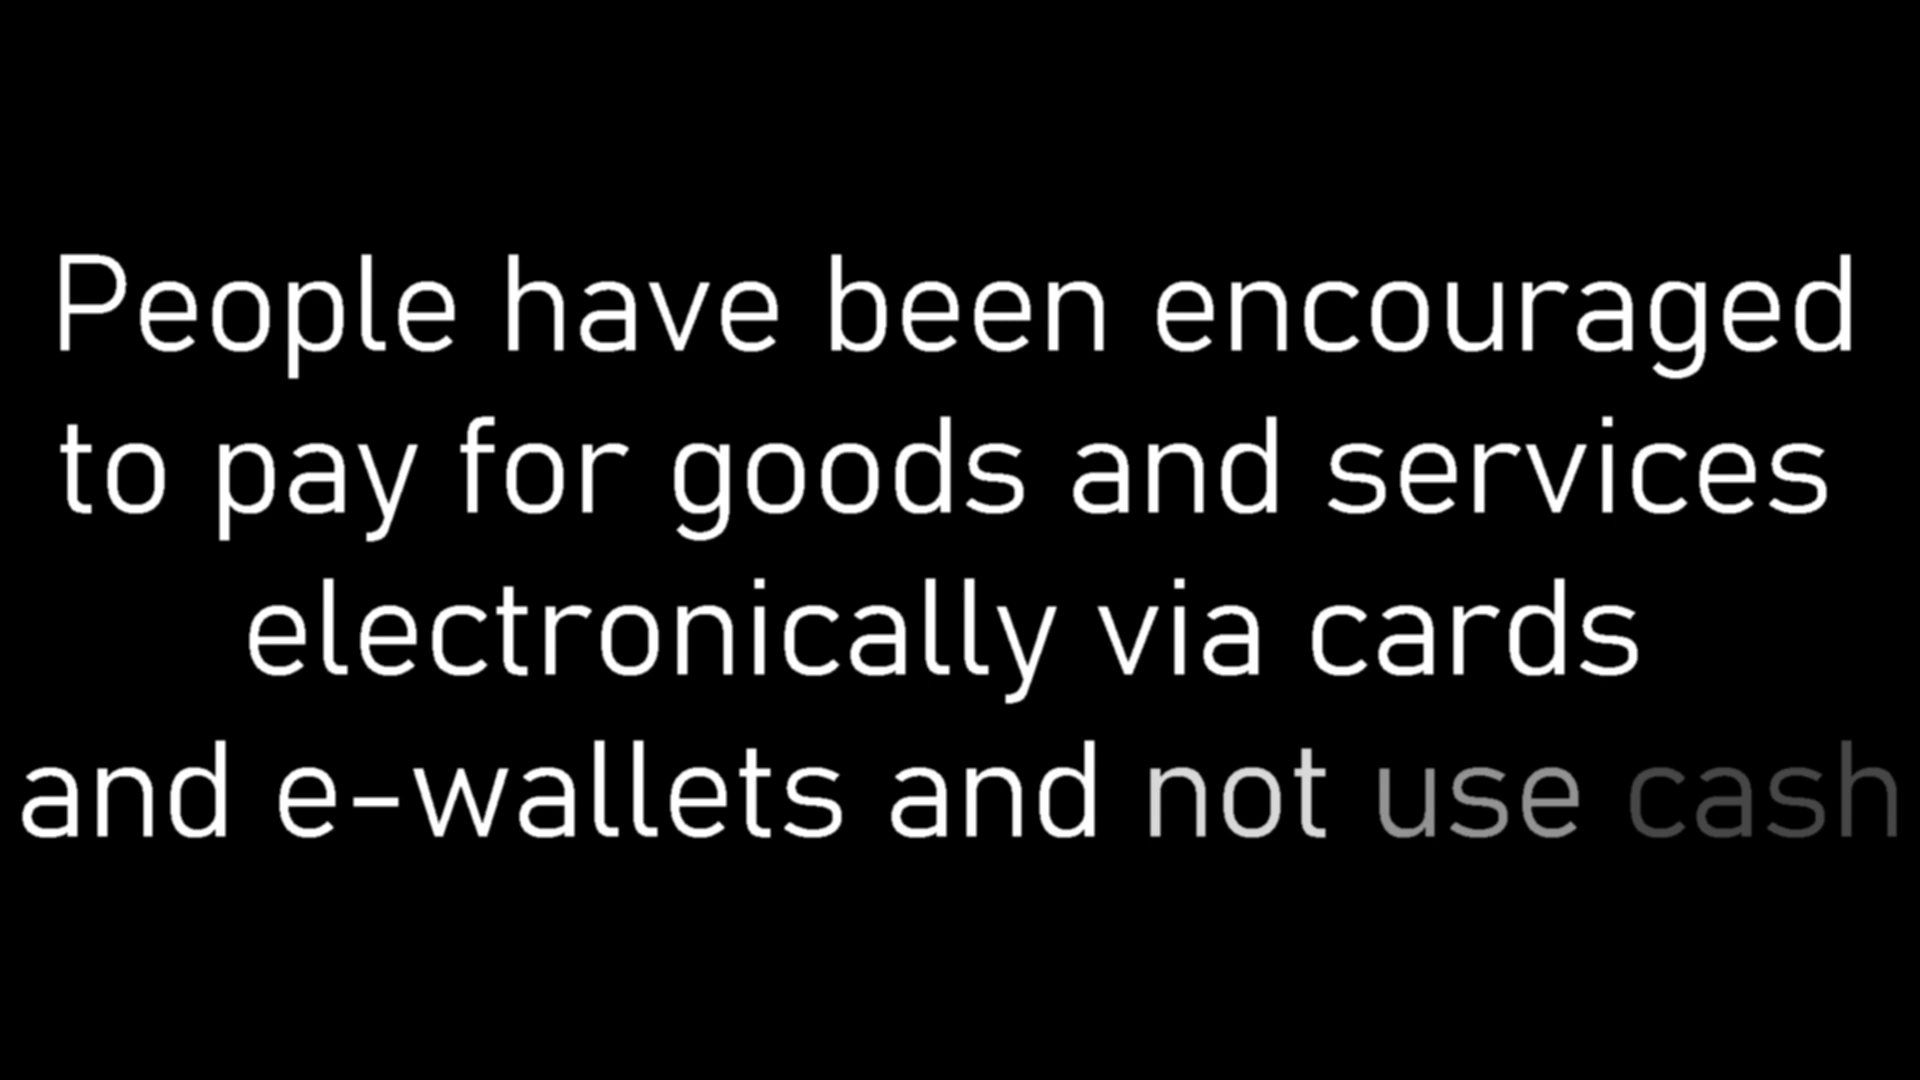 People have been encouraged
to pay for goods and services
electronically via cards
and e-wallets and not use cash